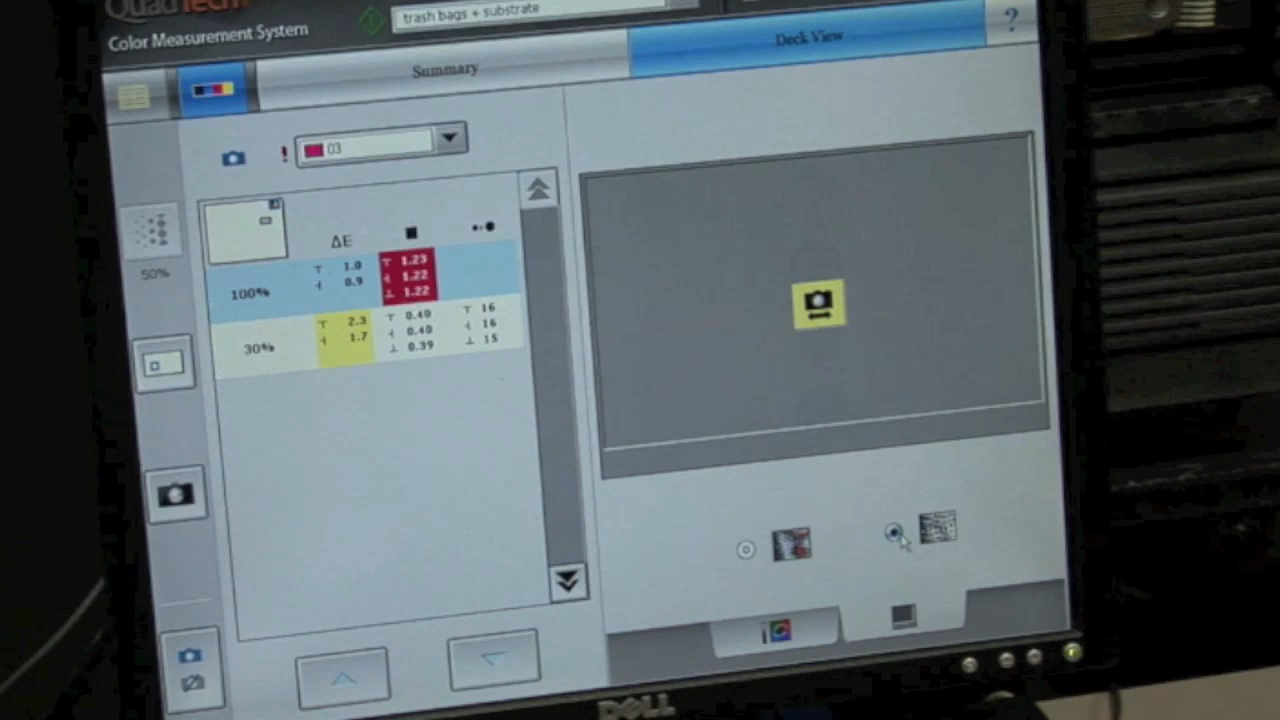 QuadTech
Color Measurement System
trash bags + substrate
Summary
Deck View
?
! 03
50%
ΔE
100%
1.0
0.9
1.23
1.22
1.22
30%
2.3
1.7
0.40
0.40
0.39
16
16
15
DELL